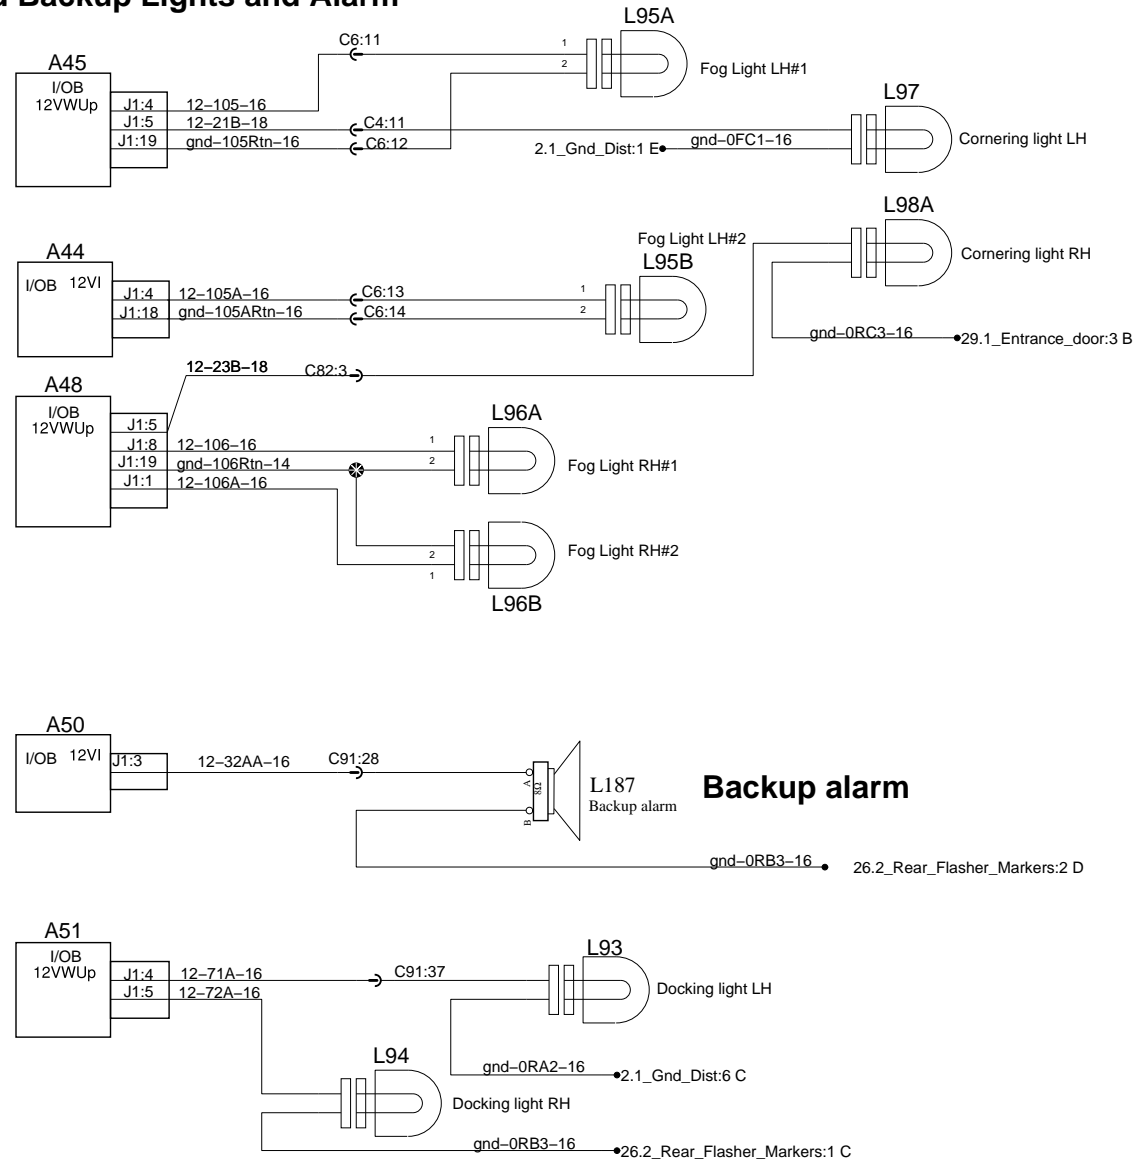 Backup Lights and Alarm
L95A
C6:11
1
2
Fog Light LH#1
A45
I/OB
12VWUp
J1:4 12−105−16
J1:5 12−21B−18 C4:11
J1:19 gnd−105Rtn−16 C6:12
L97
Cornering light LH
2.1_Gnd_Dist:1 E gnd−0FC1−16
L98A
Cornering light RH
gnd−0RC3−16 29.1_Entrance_door:3 B
A44
I/OB 12VI
J1:4 12−105A−16 C6:13
J1:18 gnd−105ARtn−16 C6:14
Fog Light LH#2
L95B
1
2
12−23B−18 C82:3
A48
I/OB
12VWUp
J1:5
J1:8 12−106−16
J1:19 gnd−106Rtn−14
J1:1 12−106A−16
L96A
1
2
Fog Light RH#1
2
1
Fog Light RH#2
L96B
A50
I/OB 12VI
J1:3 12−32AA−16 C91:28
A
8Ω
B
L187
Backup alarm
Backup alarm
gnd−0RB3−16 26.2_Rear_Flasher_Markers:2 D
A51
I/OB
12VWUp
J1:4 12−71A−16 C91:37
J1:5 12−72A−16
L93
Docking light LH
gnd−0RA2−16 2.1_Gnd_Dist:6 C
L94
Docking light RH
gnd−0RB3−16 26.2_Rear_Flasher_Markers:1 C